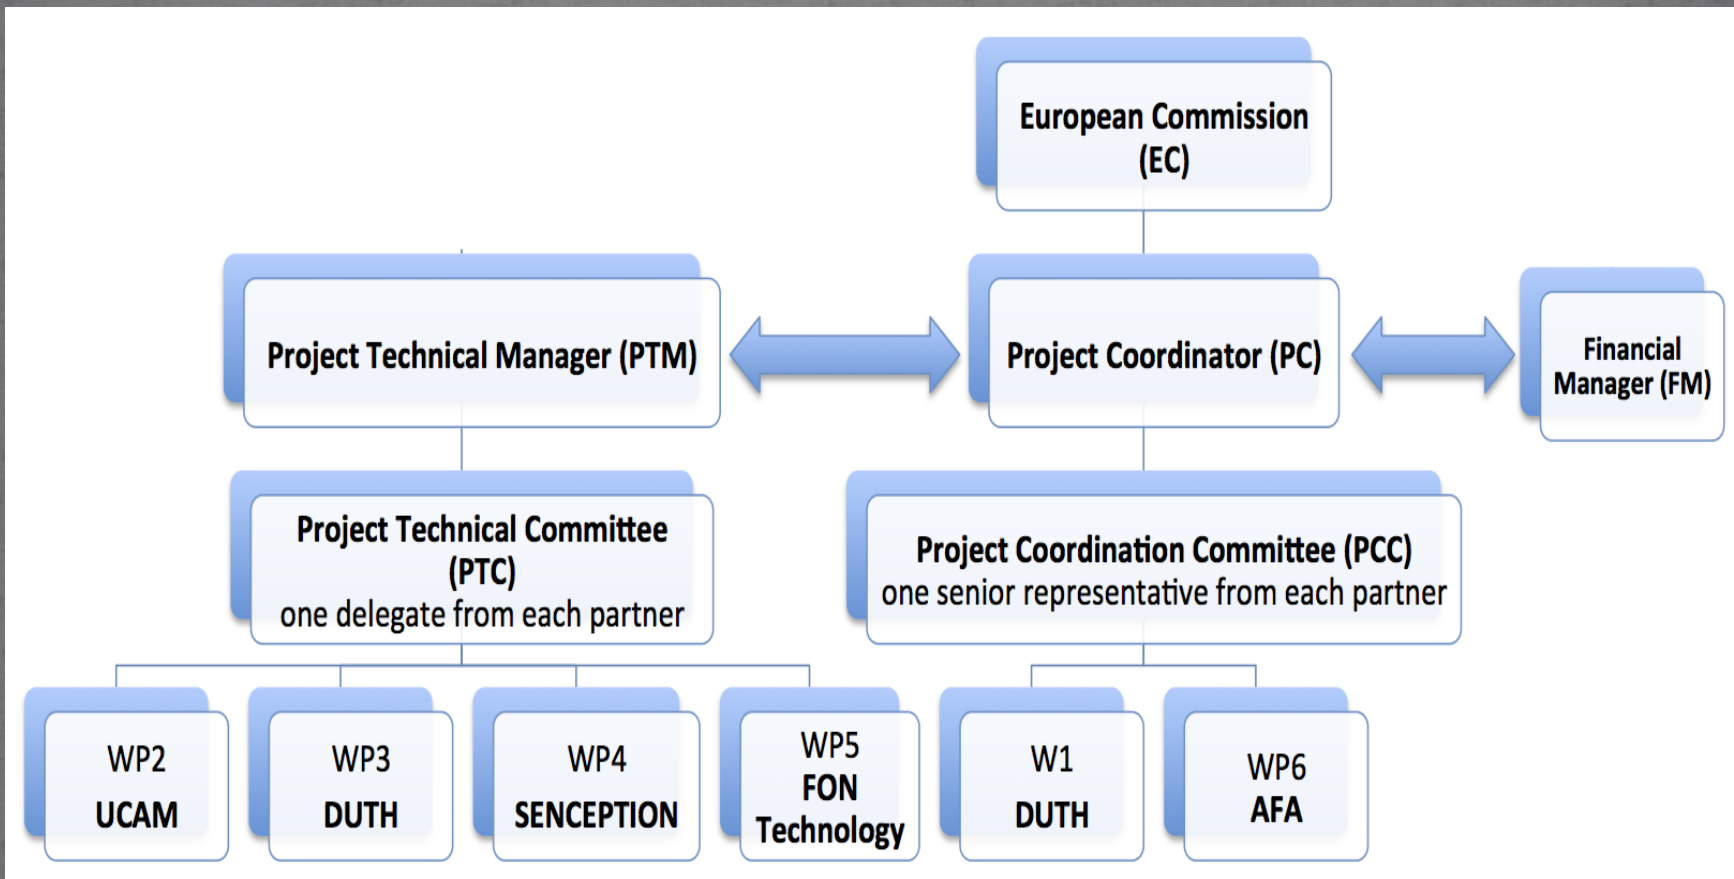 European Commission
(EC)
Project Technical Manager (PTM)
Project Coordinator (PC)
Financial
Manager (FM)
Project Technical Committee
(PTC)
one delegate from each partner
Project Coordination Committee (PCC)
one senior representative from each partner
WP2
UCAM
WP3
DUTH
WP4
SENCEPTION
WP5
FON
Technology
W1
DUTH
WP6
AFA